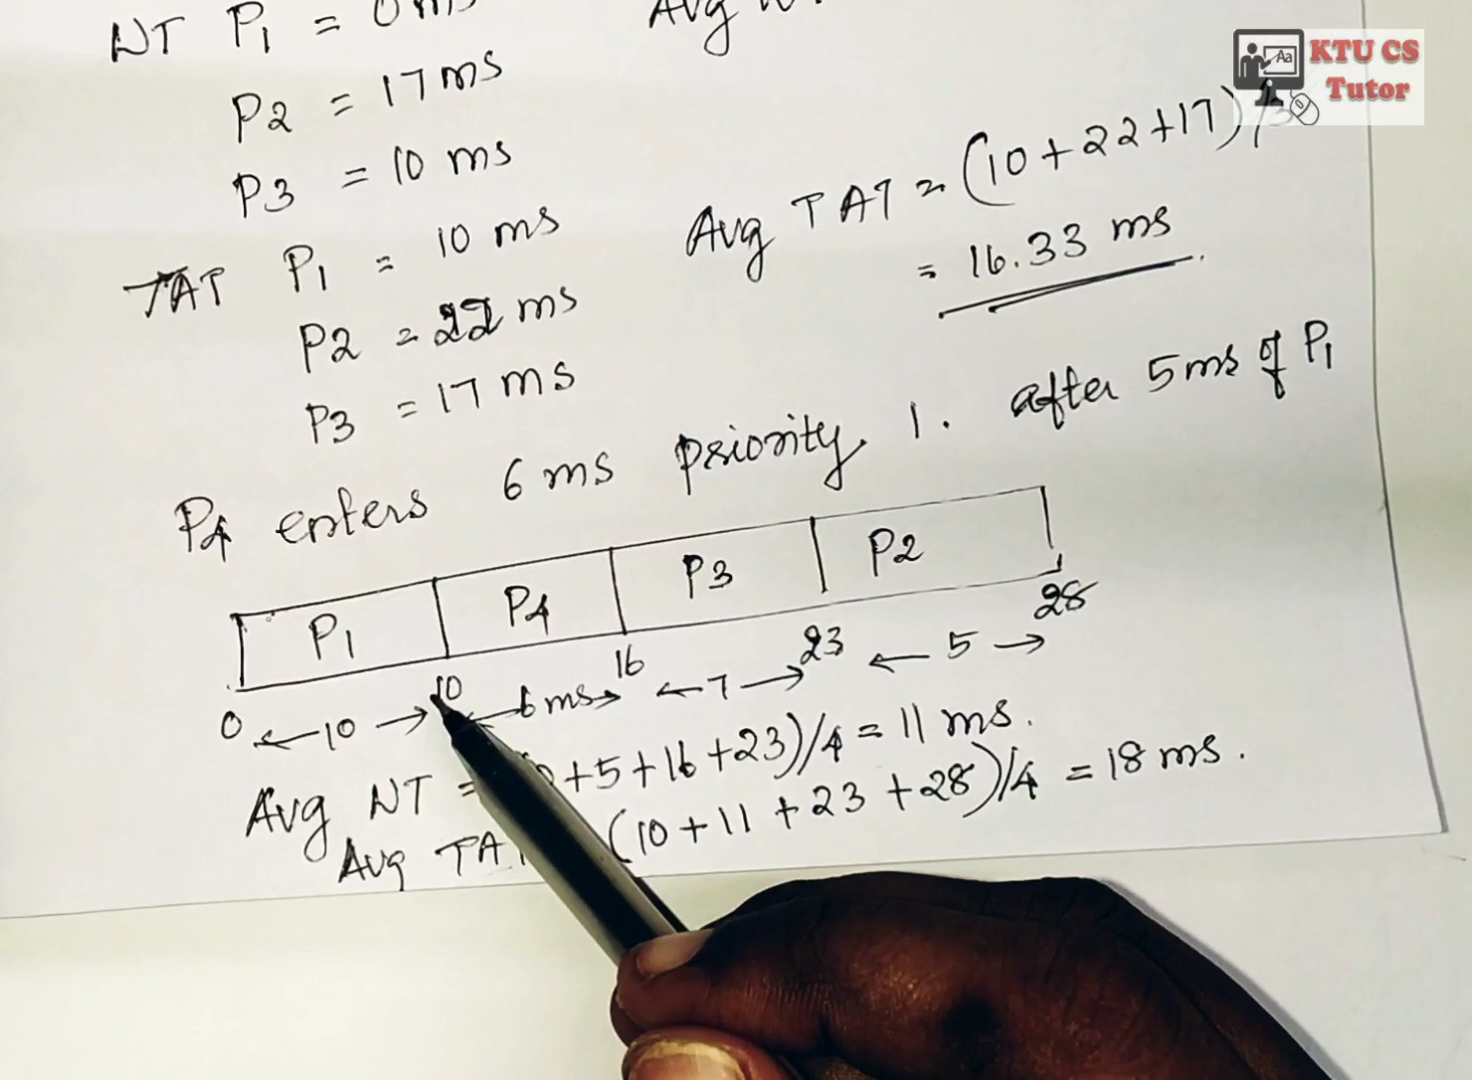 WT P1 = 0 ms
Avg W
P2 = 17 ms
P3 = 10 ms
TAT P1 = 10 ms
P2 = 22 ms
P3 = 17 ms
Avg TAT = (10+22+17)/3
= 16.33 ms
P4 enters 6 ms priority 1. after 5 ms of P1
P1 P4 P3 P2
0 10 16 23 28
10 6 ms 7 5
Avg WT = +5+16+23)/4 = 11 ms.
Avg TA (10+11+23+28)/4 = 18 ms.
KTU CS
Tutor
Aa